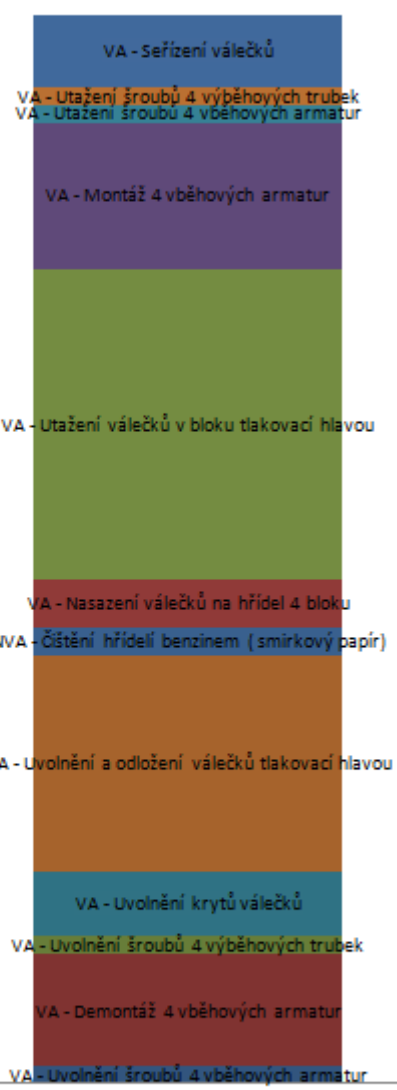 VA - Seřízení válečků
VA - Utažení šroubů 4 výběhových trubek
VA - Utažení šroubů 4 vběhových armatur
VA - Montáž 4 vběhových armatur
VA - Utažení válečků v bloku tlakovací hlavou
VA - Nasazení válečků na hřídel 4 bloku
NVA - Čištění hřídelí benzinem ( smirkový papír)
A - Uvolnění a odložení válečků tlakovací hlavou
VA - Uvolnění krytů válečků
VA - Uvolnění šroubů 4 výběhových trubek
VA - Demontáž 4 vběhových armatur
VA - Uvolnění šroubů 4 vběhových armatur